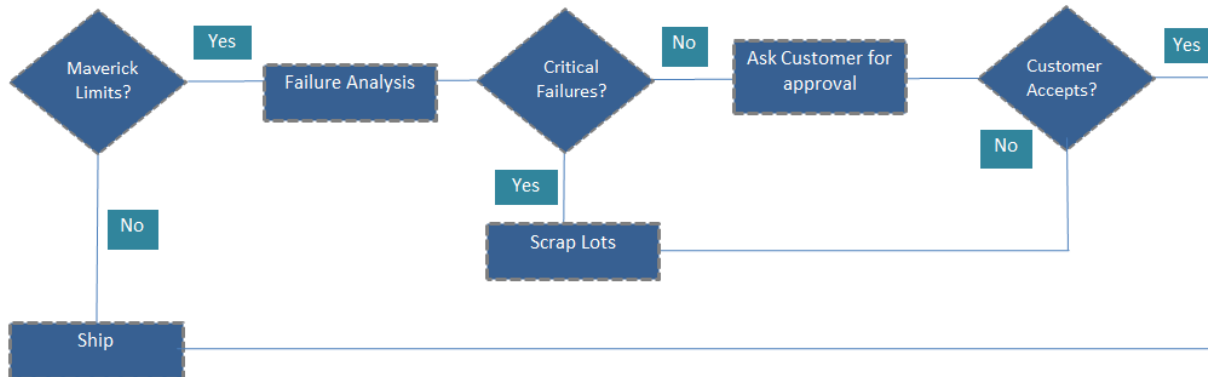 Maverick
Limits?
Yes
Failure Analysis
Critical
Failures?
No
Ask Customer for
approval
Customer
Accepts?
Yes
No
Yes
No
Scrap Lots
Ship